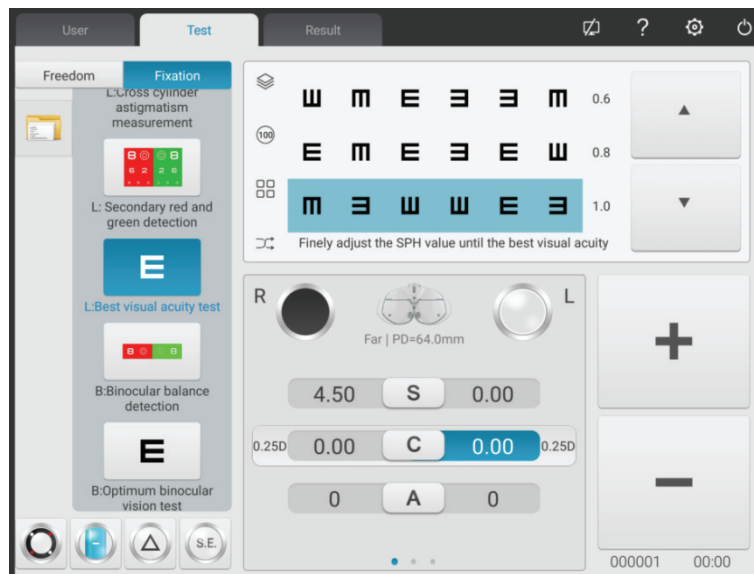 User
Test
Result
?
Freedom
Fixation
L:Cross cylinder
astigmatism
measurement
L: Secondary red and
green detection
E
L:Best visual acuity test
B:Binocular balance
detection
E
B:Optimum binocular
vision test
S.E.
100
0.6
0.8
1.0
Finely adjust the SPH value until the best visual acuity
R
L
Far | PD=64.0mm
4.50 S 0.00
0.25D 0.00 C 0.00 0.25D
0 A 0
000001 00:00